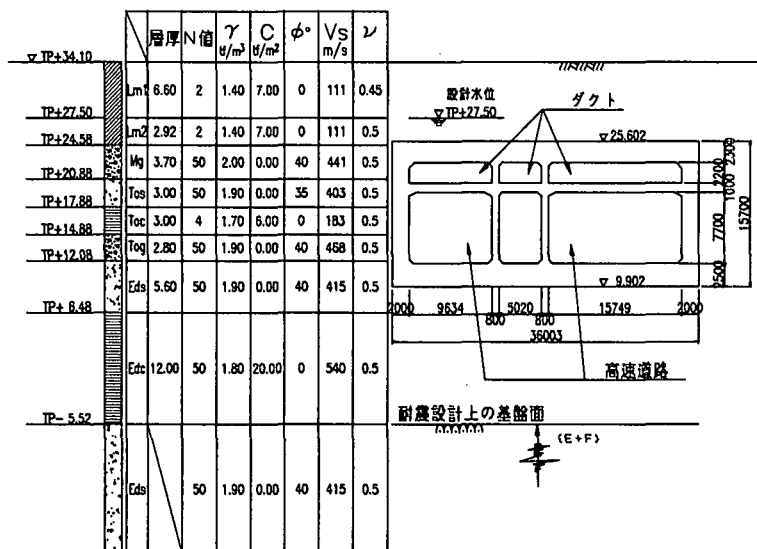 層厚 N値 γ tf/m³ C tf/m² φ° VS m/s ν
▽ TP+34.10
Lm1 6.60 2 1.40 7.00 0 111 0.45
TP+27.50
Lm2 2.92 2 1.40 7.00 0 111 0.5
TP+24.58
Mg 3.70 50 2.00 0.00 40 441 0.5
TP+20.88
Tos 3.00 50 1.90 0.00 35 403 0.5
TP+17.88
Toc 3.00 4 1.70 6.00 0 183 0.5
TP+14.88
Tog 2.80 50 1.90 0.00 40 468 0.5
TP+12.08
Eds 5.60 50 1.90 0.00 40 415 0.5
TP+ 6.48
Edc 12.00 50 1.80 20.00 0 540 0.5
TP- 5.52
Eds 50 1.90 0.00 40 415 0.5
設計水位
▽ TP+27.50
ダクト
▽ 25.602
2300
2200
1000
7700
2500
15700
▽ 9.902
2000 9634 5020 15749 2000
800 800
36003
高速道路
耐震設計上の基盤面
(E+F)